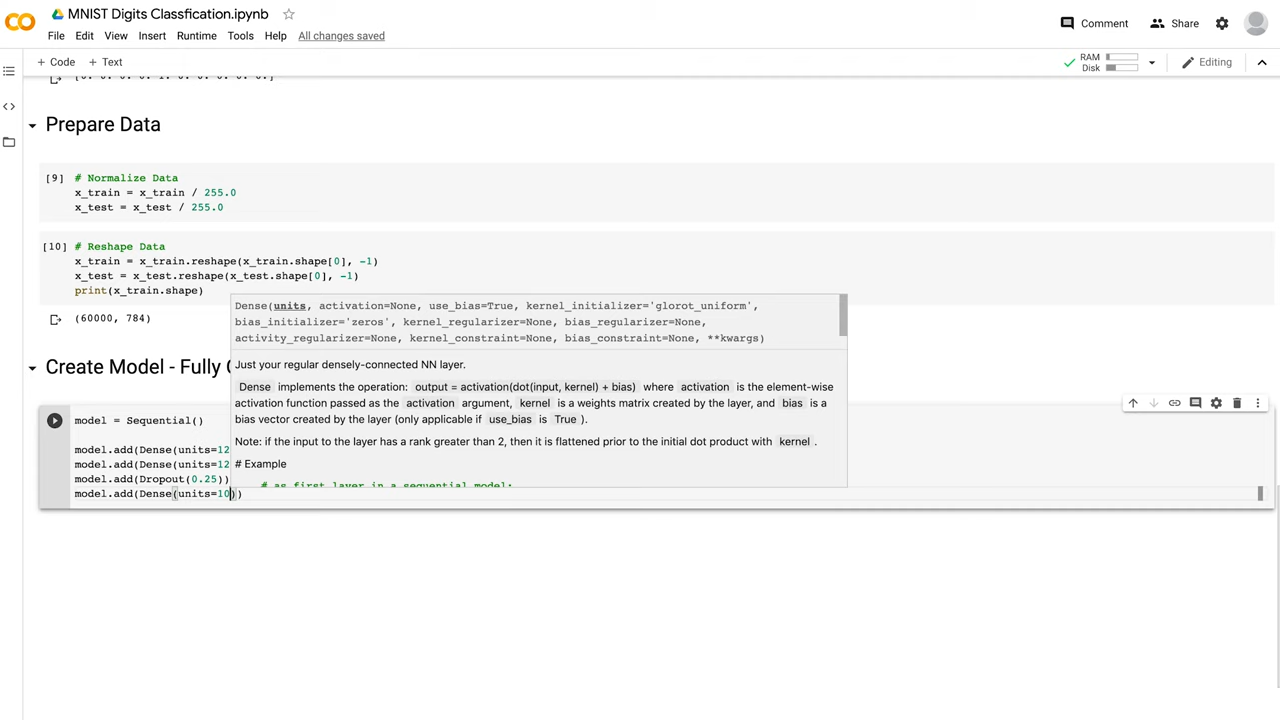 MNIST Digits Classfication.ipynb
Comment
Share
File Edit View Insert Runtime Tools Help All changes saved
+ Code + Text
RAM
Disk
Editing
Prepare Data
[9] # Normalize Data
x_train = x_train / 255.0
x_test = x_test / 255.0
[10] # Reshape Data
x_train = x_train.reshape(x_train.shape[0], -1)
x_test = x_test.reshape(x_test.shape[0], -1)
print(x_train.shape)
(60000, 784)
Dense(units, activation=None, use_bias=True, kernel_initializer='glorot_uniform',
bias_initializer='zeros', kernel_regularizer=None, bias_regularizer=None,
activity_regularizer=None, kernel_constraint=None, bias_constraint=None, **kwargs)
Just your regular densely-connected NN layer.
Dense implements the operation: output = activation(dot(input, kernel) + bias) where activation is the element-wise
activation function passed as the activation argument, kernel is a weights matrix created by the layer, and bias is a
bias vector created by the layer (only applicable if use_bias is True ).
Note: if the input to the layer has a rank greater than 2, then it is flattened prior to the initial dot product with kernel .
# Example
# as first layer in a sequential model:
Create Model - Fully
model = Sequential()
model.add(Dense(units=12
model.add(Dense(units=12
model.add(Dropout(0.25))
model.add(Dense(units=10))